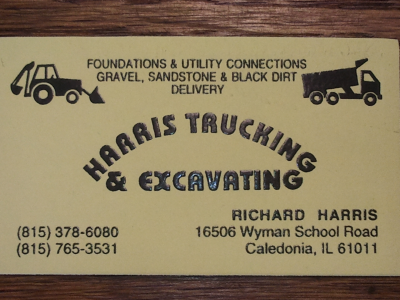 FOUNDATIONS & UTILITY CONNECTIONS
GRAVEL, SANDSTONE & BLACK DIRT
DELIVERY
HARRIS TRUCKING
& EXCAVATING
RICHARD HARRIS
(815) 378-6080 16506 Wyman School Road
(815) 765-3531 Caledonia, IL 61011